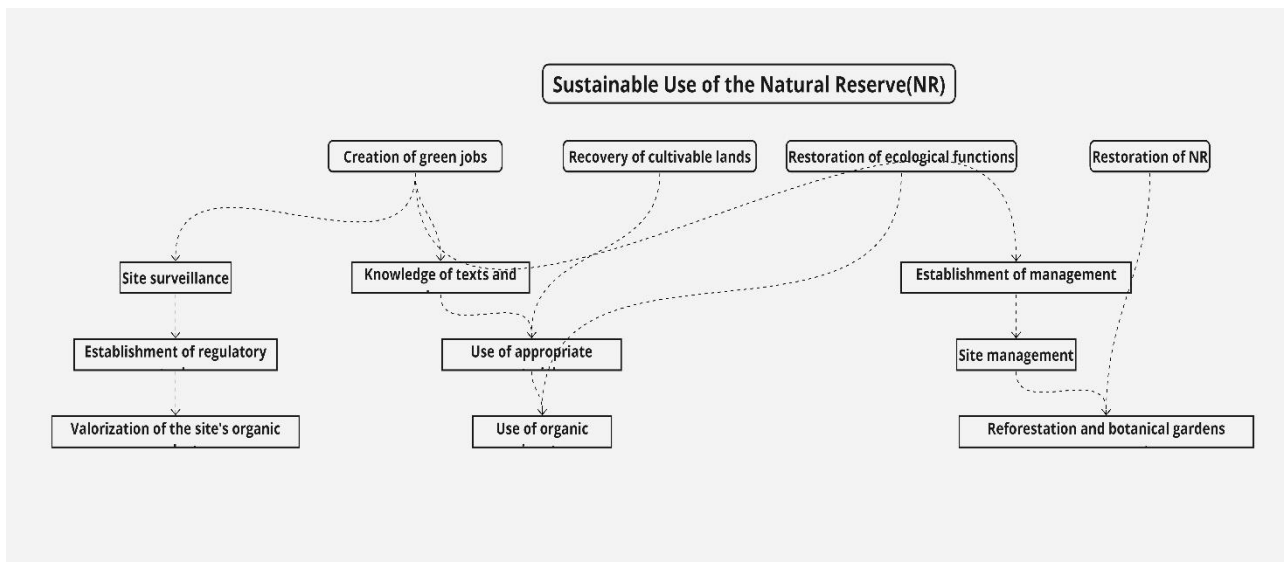 Sustainable Use of the Natural Reserve(NR)
Creation of green jobs
Recovery of cultivable lands
Restoration of ecological functions
Restoration of NR
Site surveillance
Knowledge of texts and
Establishment of management
Establishment of regulatory
Use of appropriate
Site management
Valorization of the site's organic
Use of organic
Reforestation and botanical gardens